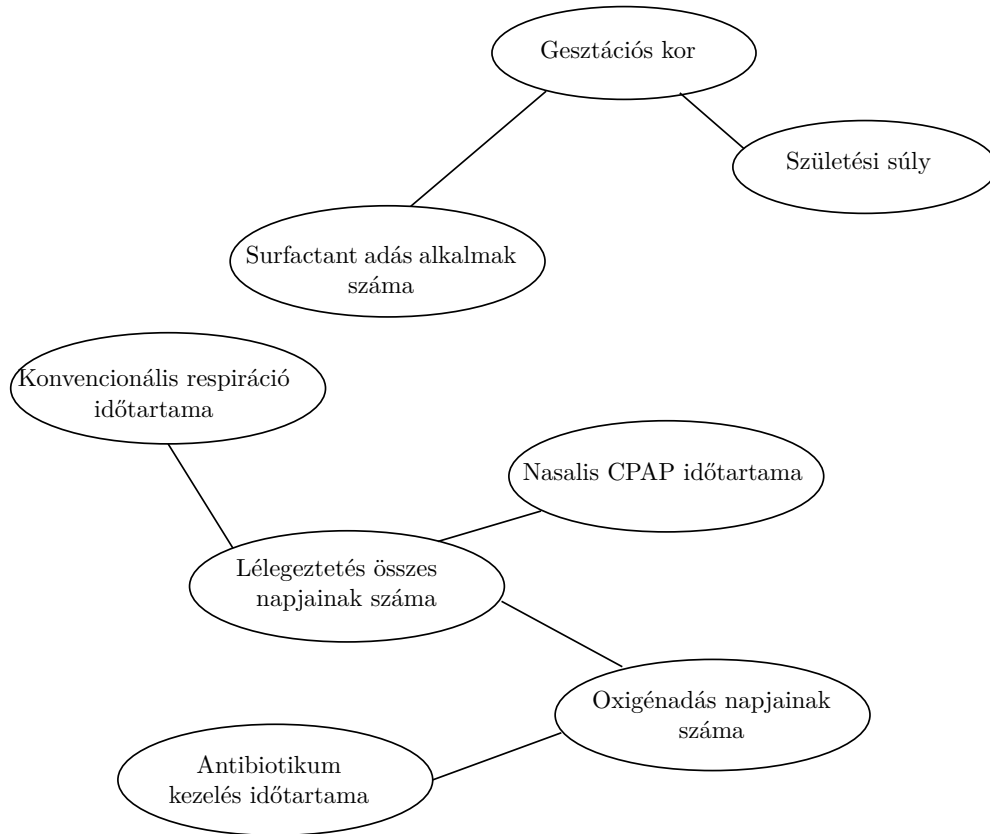 Gesztációs kor
Születési súly
Surfactant adás alkalmak
száma
Konvencionális respiráció
időtartama
Nasalis CPAP időtartama
Lélegeztetés összes
napjainak száma
Oxigénadás napjainak
száma
Antibiotikum
kezelés időtartama